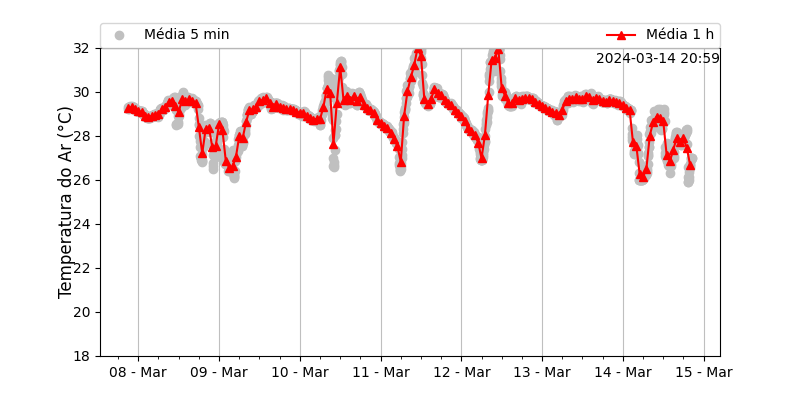 Média 5 min
Média 1 h
2024-03-14 20:59
Temperatura do Ar (°C)
32
30
28
26
24
22
20
18
08 - Mar
09 - Mar
10 - Mar
11 - Mar
12 - Mar
13 - Mar
14 - Mar
15 - Mar